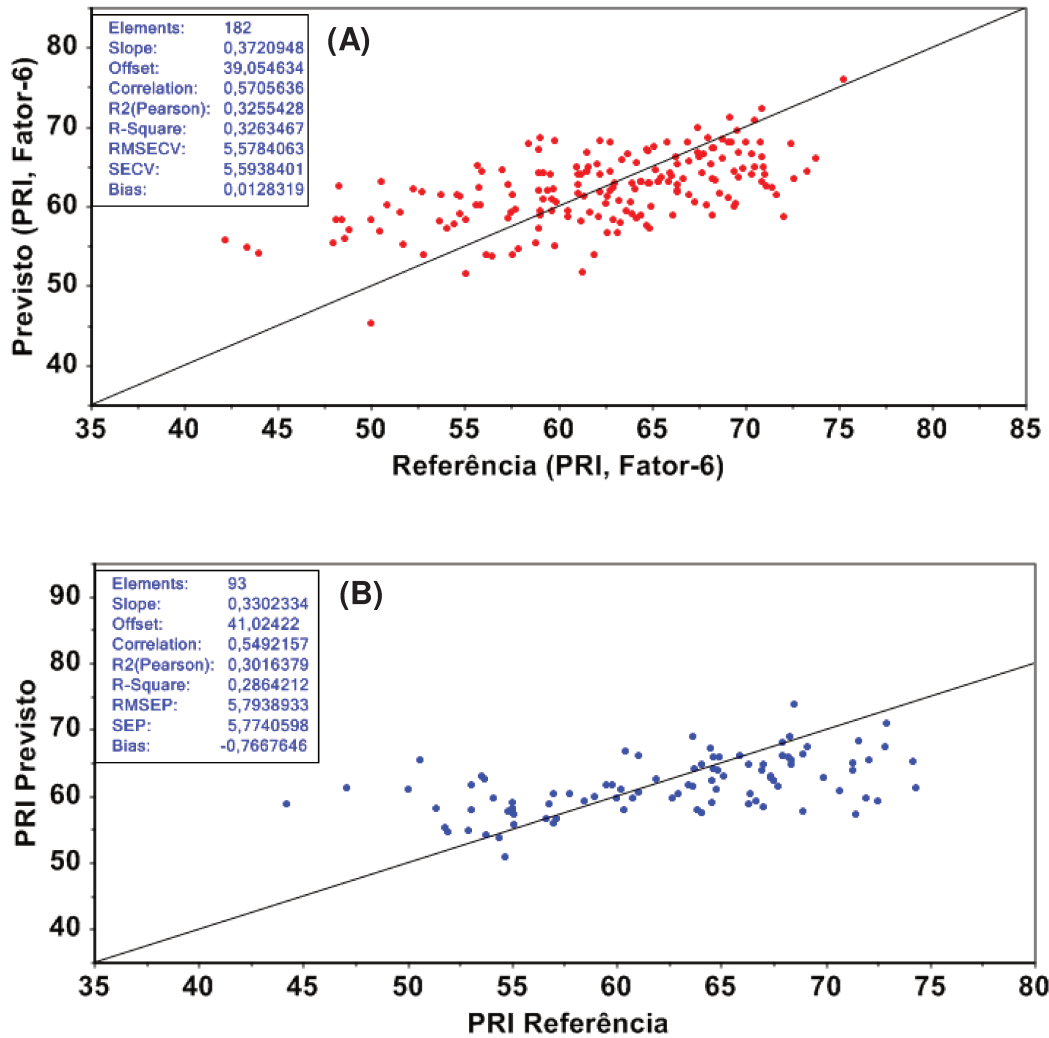 Elements: 182
Slope: 0,3720948
Offset: 39,054634
Correlation: 0,5705636
R2(Pearson): 0,3255428
R-Square: 0,3263467
RMSECV: 5,5784063
SECV: 5,5938401
Bias: 0,0128319
(A)
Previsto (PRI, Fator-6)
80
70
60
50
40
35 40 45 50 55 60 65 70 75 80 85
Referência (PRI, Fator-6)
Elements: 93
Slope: 0,3302334
Offset: 41,02422
Correlation: 0,5492157
R2(Pearson): 0,3016379
R-Square: 0,2864212
RMSEP: 5,7938933
SEP: 5,7740598
Bias: -0,7667646
(B)
PRI Previsto
90
80
70
60
50
40
35 40 45 50 55 60 65 70 75 80
PRI Referência